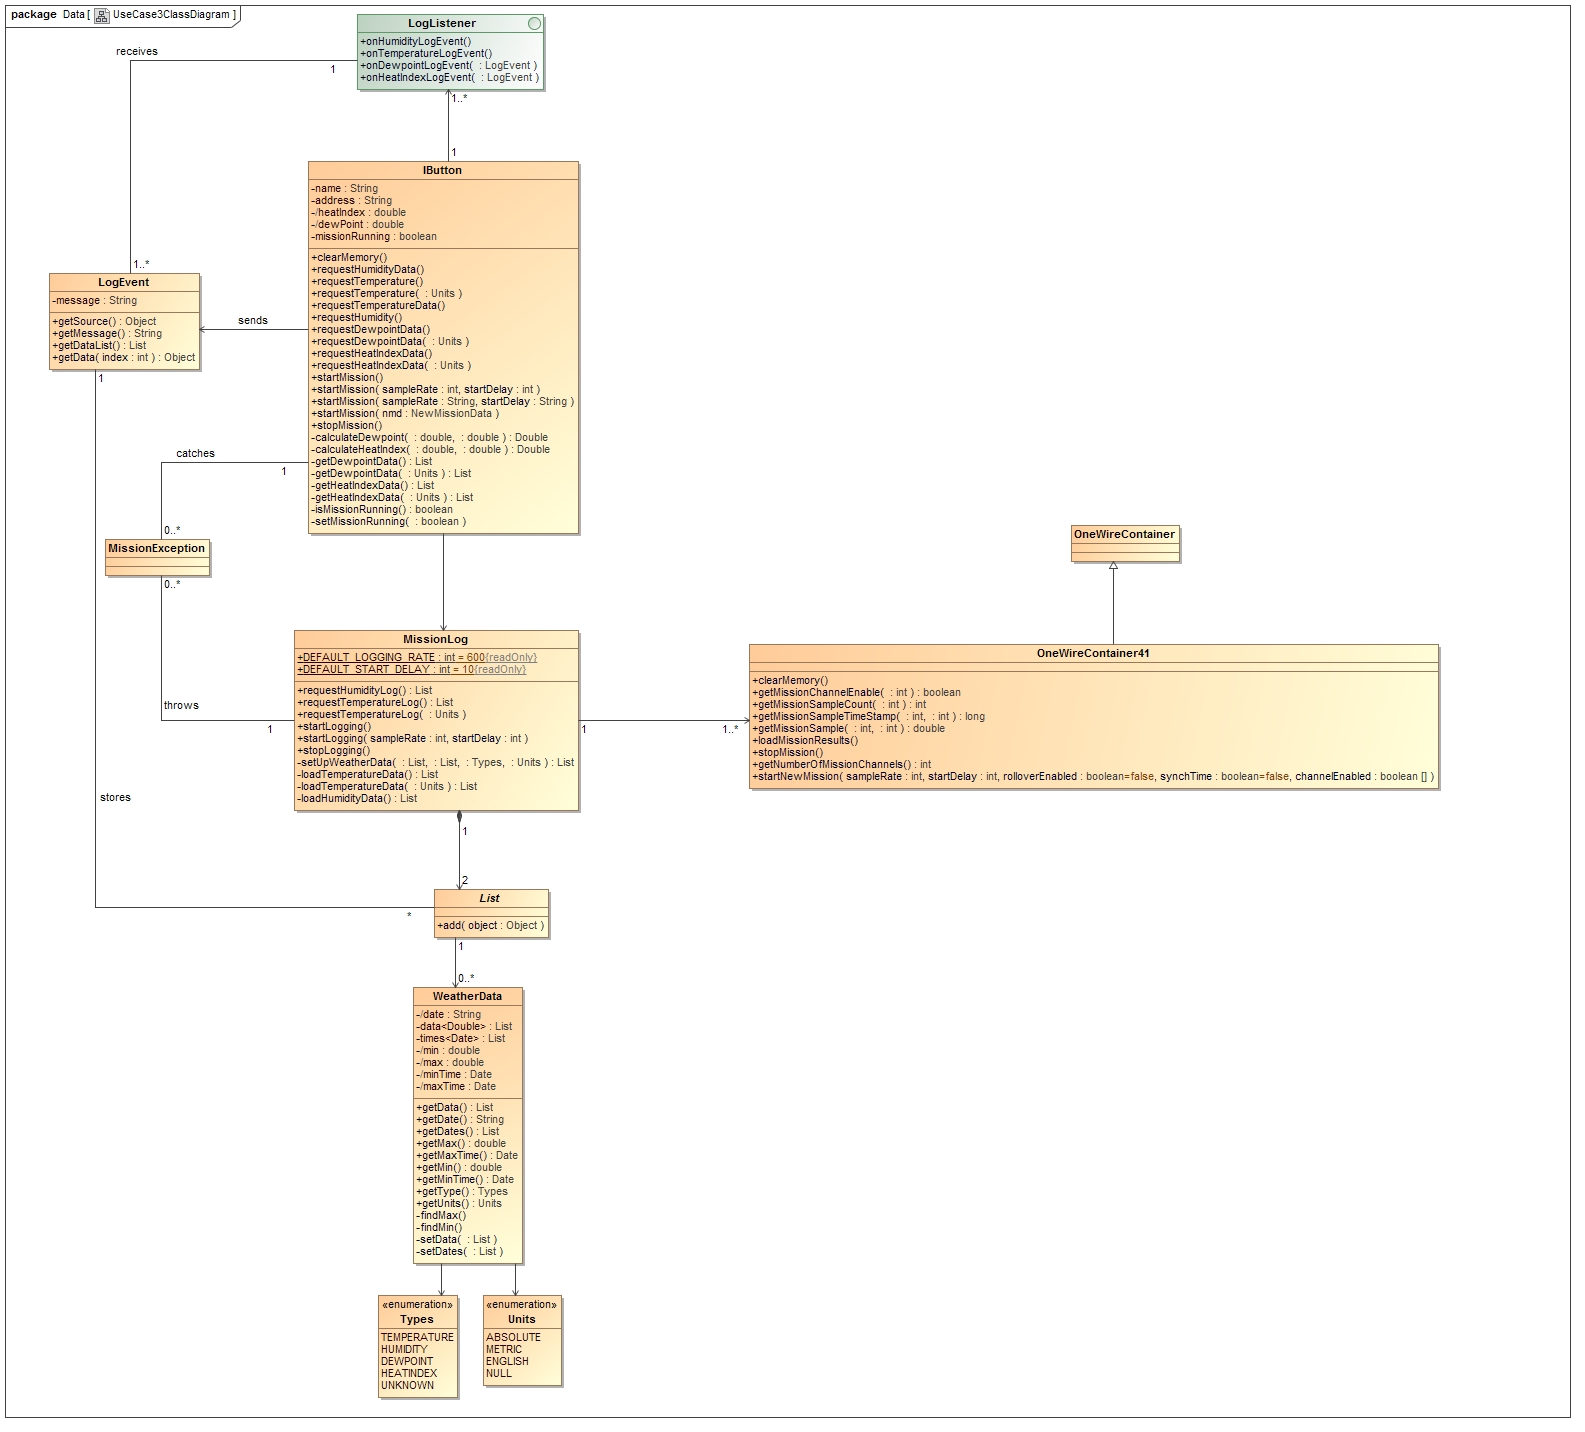 package Data [ UseCase3ClassDiagram ]
LogListener
+onHumidityLogEvent()
+onTemperatureLogEvent()
+onDewpointLogEvent( : LogEvent )
+onHeatIndexLogEvent( : LogEvent )
receives
1
1..*
1
1..*
IButton
-name : String
-address : String
-/heatIndex : double
-/dewPoint : double
-missionRunning : boolean
+clearMemory()
+requestHumidityData()
+requestTemperature()
+requestTemperature( : Units )
+requestTemperatureData()
+requestHumidity()
+requestDewpointData()
+requestDewpointData( : Units )
+requestHeatIndexData()
+requestHeatIndexData( : Units )
+startMission()
+startMission( sampleRate : int, startDelay : int )
+startMission( sampleRate : String, startDelay : String )
+startMission( nmd : NewMissionData )
+stopMission()
-calculateDewpoint( : double, : double ) : Double
-calculateHeatIndex( : double, : double ) : Double
-getDewpointData() : List
-getDewpointData( : Units ) : List
-getHeatIndexData() : List
-getHeatIndexData( : Units ) : List
-isMissionRunning() : boolean
-setMissionRunning( : boolean )
LogEvent
-message : String
+getSource() : Object
+getMessage() : String
+getDataList() : List
+getData( index : int ) : Object
sends
1
catches
1
0..*
MissionException
0..*
throws
1
MissionLog
+DEFAULT_LOGGING_RATE : int = 600{readOnly}
+DEFAULT_START_DELAY : int = 10{readOnly}
+requestHumidityLog() : List
+requestTemperatureLog() : List
+requestTemperatureLog( : Units )
+startLogging()
+startLogging( sampleRate : int, startDelay : int )
+stopLogging()
-setUpWeatherData( : List, : List, : Types, : Units ) : List
-loadTemperatureData() : List
-loadTemperatureData( : Units ) : List
-loadHumidityData() : List
1
1..*
OneWireContainer
OneWireContainer41
+clearMemory()
+getMissionChannelEnable( : int ) : boolean
+getMissionSampleCount( : int ) : int
+getMissionSampleTimeStamp( : int, : int ) : long
+getMissionSample( : int, : int ) : double
+loadMissionResults()
+stopMission()
+getNumberOfMissionChannels() : int
+startNewMission( sampleRate : int, startDelay : int, rolloverEnabled : boolean=false, synchTime : boolean=false, channelEnabled : boolean [] )
stores
1
2
*
List
+add( object : Object )
1
0..*
WeatherData
-/date : String
-data<Double> : List
-times<Date> : List
-/min : double
-/max : double
-/minTime : Date
-/maxTime : Date
+getData() : List
+getDate() : String
+getDates() : List
+getMax() : double
+getMaxTime() : Date
+getMin() : double
+getMinTime() : Date
+getType() : Types
+getUnits() : Units
-findMax()
-findMin()
-setData( : List )
-setDates( : List )
«enumeration»
Types
TEMPERATURE
HUMIDITY
DEWPOINT
HEATINDEX
UNKNOWN
«enumeration»
Units
ABSOLUTE
METRIC
ENGLISH
NULL